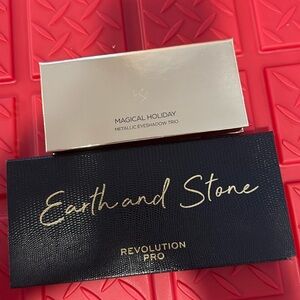 MAGICAL HOLIDAY
METALLIC EYESHADOW TRIO
Earth and Stone
REVOLUTION
PRO